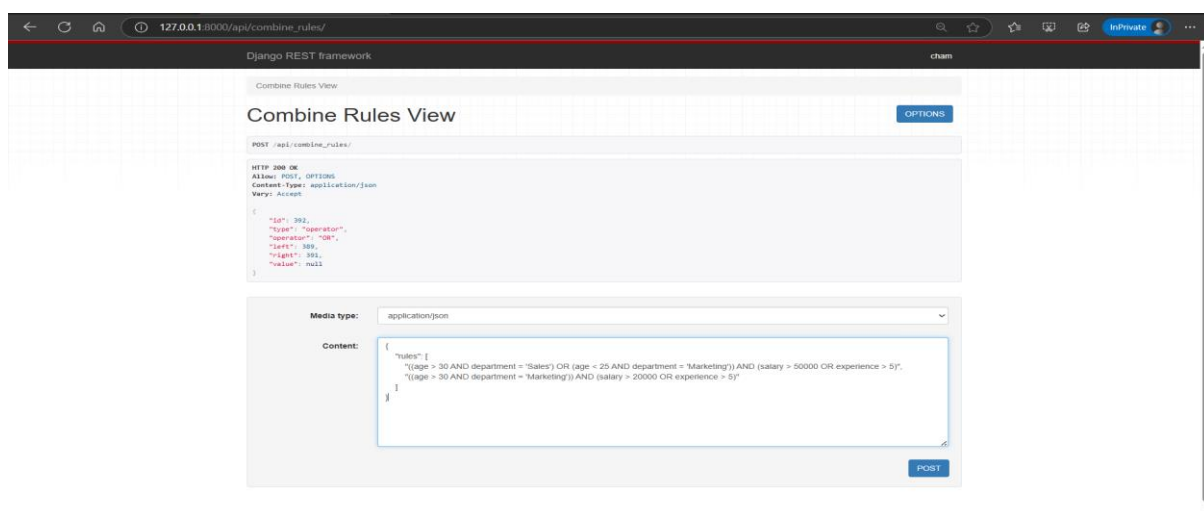 127.0.0.1:8000/api/combine_rules/
InPrivate
Django REST framework
cham
Combine Rules View
Combine Rules View
OPTIONS
POST /api/combine_rules/
HTTP 200 OK
Allow: POST, OPTIONS
Content-Type: application/json
Vary: Accept
{
"id": 392,
"type": "operator",
"operator": "OR",
"left": 389,
"right": 391,
"value": null
}
Media type:
application/json
Content:
{
"rules": [
"((age > 30 AND department = 'Sales') OR (age < 25 AND department = 'Marketing')) AND (salary > 50000 OR experience > 5)",
"((age > 30 AND department = 'Marketing')) AND (salary > 20000 OR experience > 5)"
]
}
POST